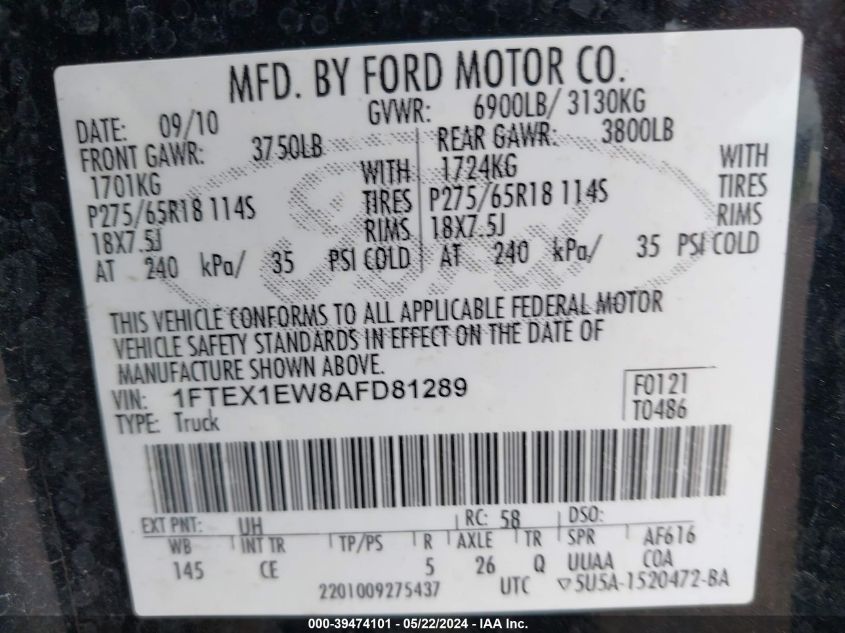 MFD. BY FORD MOTOR CO.
DATE: 09/10 GVWR: 6900LB/ 3130KG
FRONT GAWR: 3750LB REAR GAWR: 3800LB
1701KG WITH 1724KG WITH
P275/65R18 114S TIRES P275/65R18 114S TIRES
18X7.5J RIMS 18X7.5J RIMS
AT 240 kPa/ 35 PSI COLD AT 240 kPa/ 35 PSI COLD
THIS VEHICLE CONFORMS TO ALL APPLICABLE FEDERAL MOTOR
VEHICLE SAFETY STANDARDS IN EFFECT ON THE DATE OF
MANUFACTURE SHOWN ABOVE.
VIN: 1FTEX1EW8AFD81289 F0121
TYPE: Truck T0486
EXT PNT: UH RC: 58 DSO:
WB INT TR TP/PS R AXLE TR SPR AF616
145 CE 5 26 Q UUAA COA
2201009275437 UTC ▽5U5A-1520472-BA
000-39474101 - 05/22/2024 - IAA Inc.